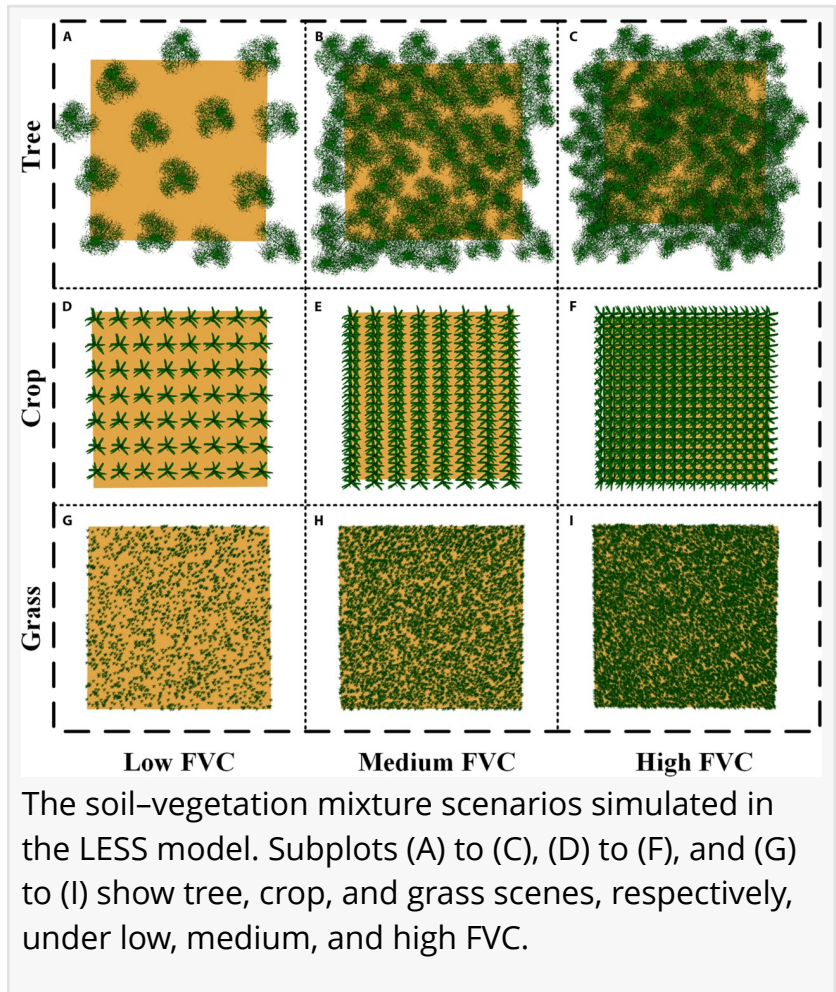 A
B
C
Tree
D
E
F
Crop
G
H
I
Grass
Low FVC
Medium FVC
High FVC
The soil–vegetation mixture scenarios simulated in
the LESS model. Subplots (A) to (C), (D) to (F), and (G)
to (I) show tree, crop, and grass scenes, respectively,
under low, medium, and high FVC.